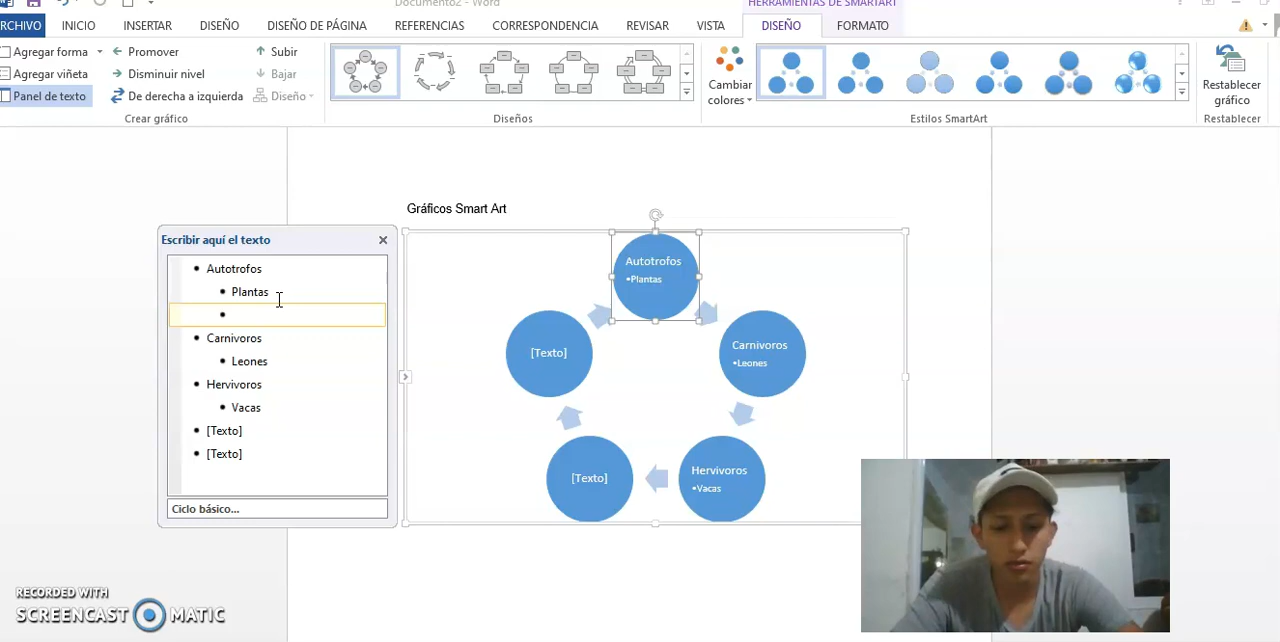 Documento2 - Word
HERRAMIENTAS DE SMARTART
RCHIVO INICIO INSERTAR DISEÑO DISEÑO DE PÁGINA REFERENCIAS CORRESPONDENCIA REVISAR VISTA DISEÑO FORMATO
Agregar forma Promover Subir
Agregar viñeta Disminuir nivel Bajar
Panel de texto De derecha a izquierda Diseño
Cambiar
colores
Restablecer
gráfico
Crear gráfico Diseños Estilos SmartArt Restablecer
Gráficos Smart Art
Escribir aquí el texto
• Autotrofos
• Plantas
•
• Carnivoros
• Leones
• Hervivoros
• Vacas
• [Texto]
• [Texto]
Ciclo básico...
Autotrofos
•Plantas
Carnivoros
•Leones
Hervivoros
•Vacas
[Texto]
[Texto]
RECORDED WITH
SCREENCAST MATIC